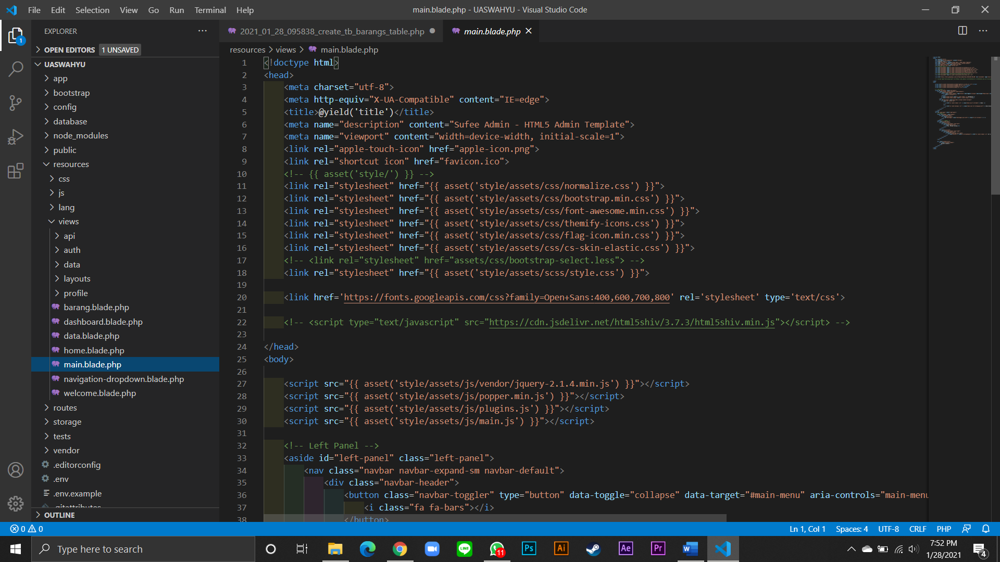 File Edit Selection View Go Run Terminal Help
main.blade.php - UASWAHYU - Visual Studio Code
EXPLORER
1
OPEN EDITORS 1 UNSAVED
UASWAHYU
app
bootstrap
config
database
node_modules
public
resources
css
js
lang
views
api
auth
data
layouts
profile
barang.blade.php
dashboard.blade.php
data.blade.php
home.blade.php
main.blade.php
navigation-dropdown.blade.php
welcome.blade.php
routes
storage
tests
vendor
.editorconfig
.env
.env.example
.gitattributes
OUTLINE
2021_01_28_095838_create_tb_barangs_table.php
main.blade.php
resources > views > main.blade.php
1 <!doctype html>
2 <head>
3 <meta charset="utf-8">
4 <meta http-equiv="X-UA-Compatible" content="IE=edge">
5 <title>@yield('title')</title>
6 <meta name="description" content="Sufee Admin - HTML5 Admin Template">
7 <meta name="viewport" content="width=device-width, initial-scale=1">
8 <link rel="apple-touch-icon" href="apple-icon.png">
9 <link rel="shortcut icon" href="favicon.ico">
10 <!-- {{ asset('style/') }} -->
11 <link rel="stylesheet" href="{{ asset('style/assets/css/normalize.css') }}">
12 <link rel="stylesheet" href="{{ asset('style/assets/css/bootstrap.min.css') }}">
13 <link rel="stylesheet" href="{{ asset('style/assets/css/font-awesome.min.css') }}">
14 <link rel="stylesheet" href="{{ asset('style/assets/css/themify-icons.css') }}">
15 <link rel="stylesheet" href="{{ asset('style/assets/css/flag-icon.min.css') }}">
16 <link rel="stylesheet" href="{{ asset('style/assets/css/cs-skin-elastic.css') }}">
17 <!-- <link rel="stylesheet" href="assets/css/bootstrap-select.less"> -->
18 <link rel="stylesheet" href="{{ asset('style/assets/scss/style.css') }}">
19
20 <link href='https://fonts.googleapis.com/css?family=Open+Sans:400,600,700,800' rel='stylesheet' type='text/css'>
21
22 <!-- <script type="text/javascript" src="https://cdn.jsdelivr.net/html5shiv/3.7.3/html5shiv.min.js"></script> -->
23
24 </head>
25 <body>
26
27 <script src="{{ asset('style/assets/js/vendor/jquery-2.1.4.min.js') }}"></script>
28 <script src="{{ asset('style/assets/js/popper.min.js') }}"></script>
29 <script src="{{ asset('style/assets/js/plugins.js') }}"></script>
30 <script src="{{ asset('style/assets/js/main.js') }}"></script>
31
32 <!-- Left Panel -->
33 <aside id="left-panel" class="left-panel">
34 <nav class="navbar navbar-expand-sm navbar-default">
35 <div class="navbar-header">
36 <button class="navbar-toggler" type="button" data-toggle="collapse" data-target="#main-menu" aria-controls="main-menu
37 <i class="fa fa-bars"></i>
38 </button>
0 0
Ln 1, Col 1 Spaces: 4 UTF-8 CRLF PHP
Type here to search
LINE
11
Ps
Ai
Ae
Pr
W
7:52 PM
1/28/2021
4